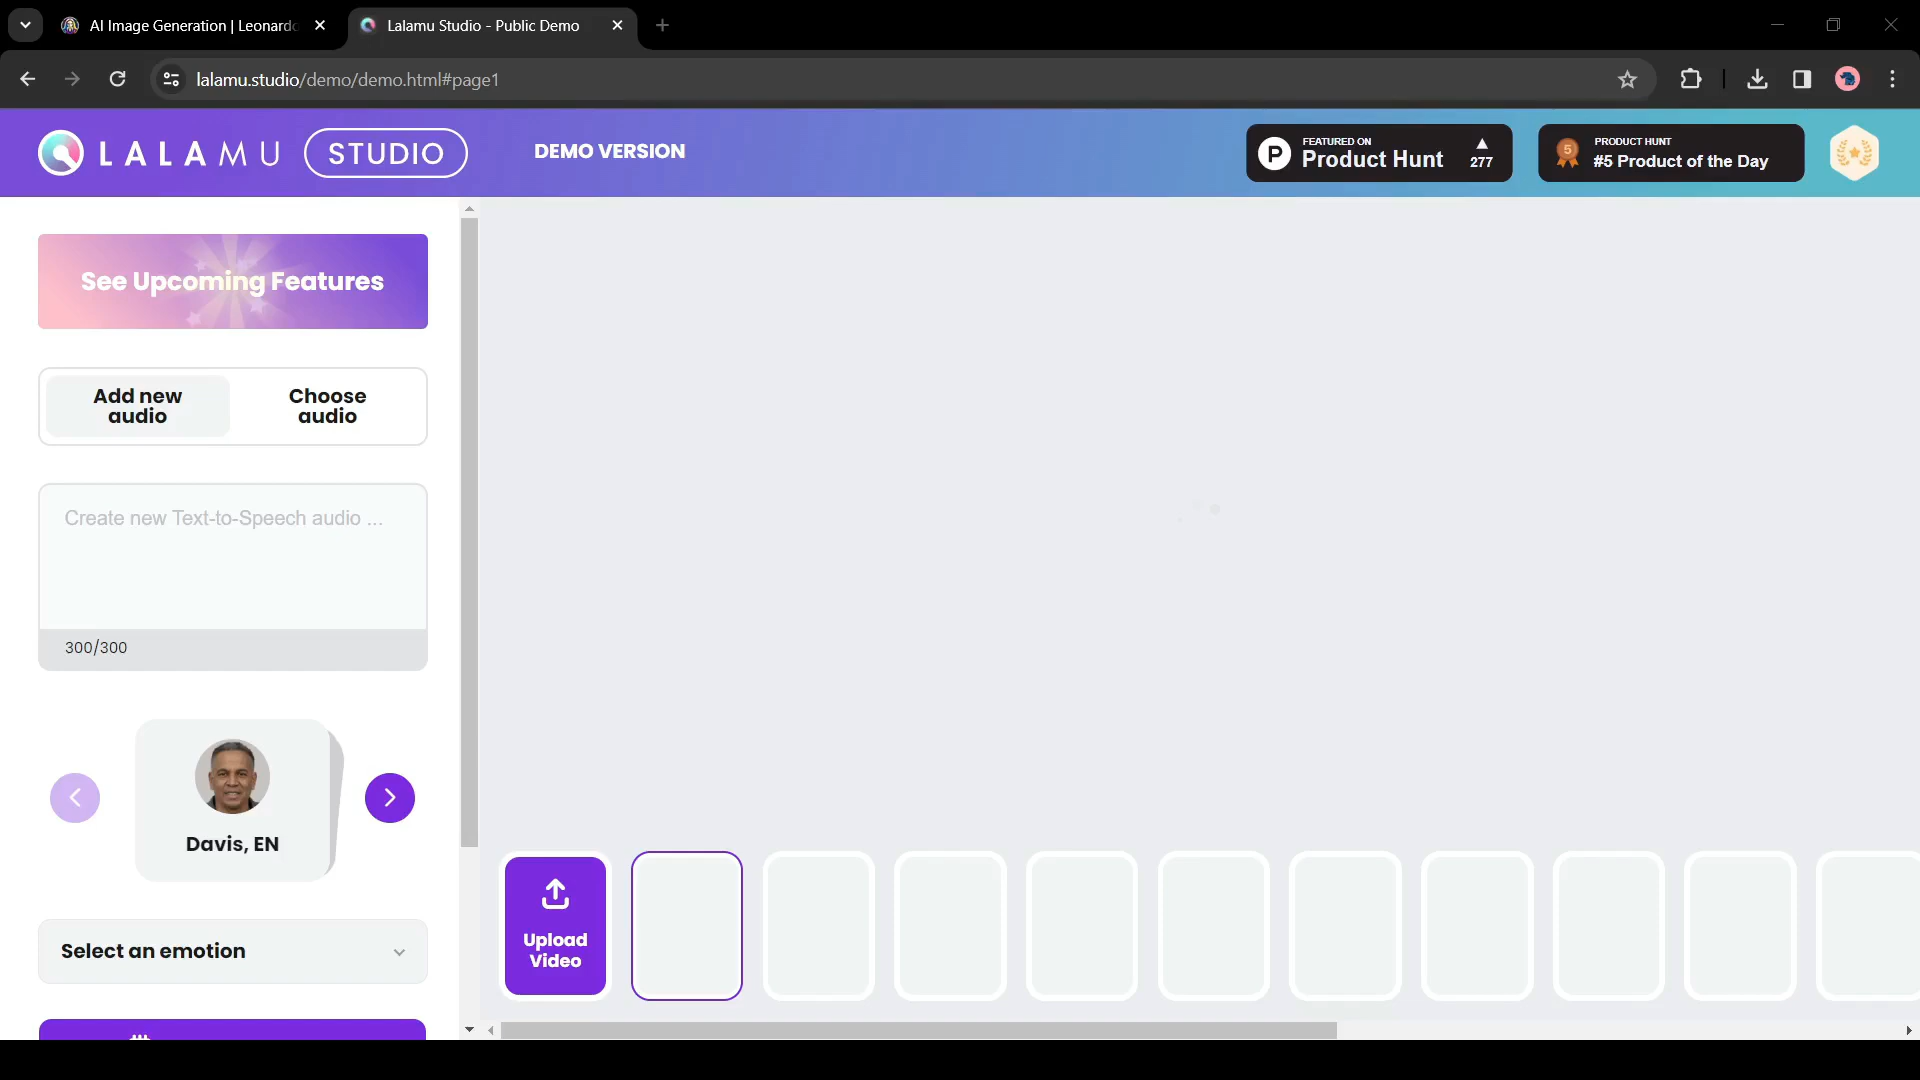 AI Image Generation | Leonardo
Lalamu Studio - Public Demo
lalamu.studio/demo/demo.html#page1
LALAMU STUDIO
DEMO VERSION
FEATURED ON
Product Hunt
277
5
PRODUCT HUNT
#5 Product of the Day
See Upcoming Features
Add new
audio
Choose
audio
Create new Text-to-Speech audio ...
300/300
Davis, EN
Select an emotion
Upload
Video